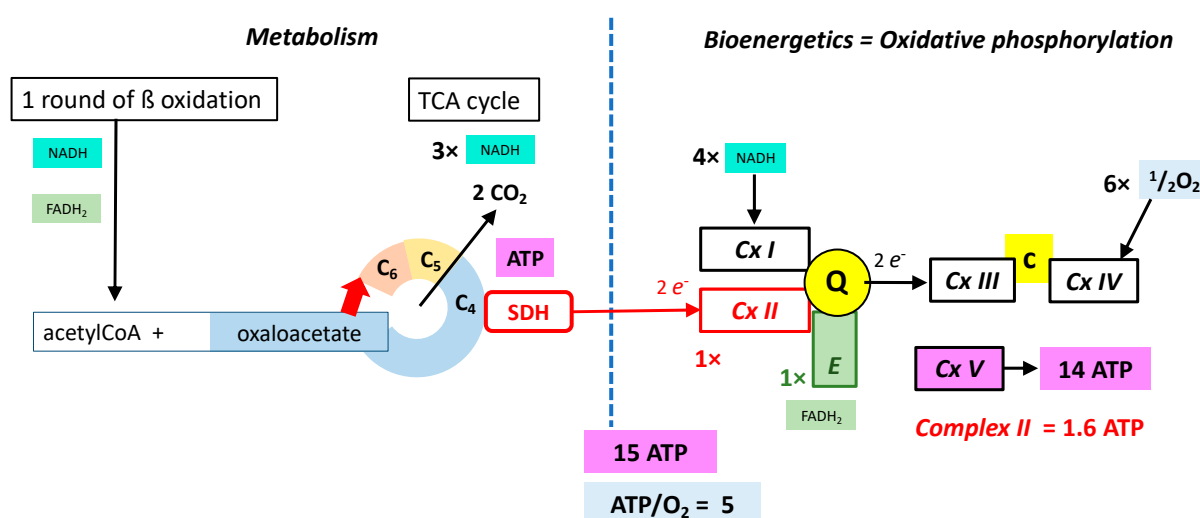 Metabolism
Bioenergetics = Oxidative phosphorylation
1 round of ß oxidation
TCA cycle
NADH
3× NADH
4× NADH
FADH₂
2 CO₂
6× ¹/₂O₂
C₆
C₅
C₄
ATP
SDH
2 e⁻
Cx I
Q
2 e⁻
Cx III
c
Cx IV
Cx II
acetylCoA +
oxaloacetate
1×
1×
E
FADH₂
Cx V
14 ATP
Complex II = 1.6 ATP
15 ATP
ATP/O₂ = 5